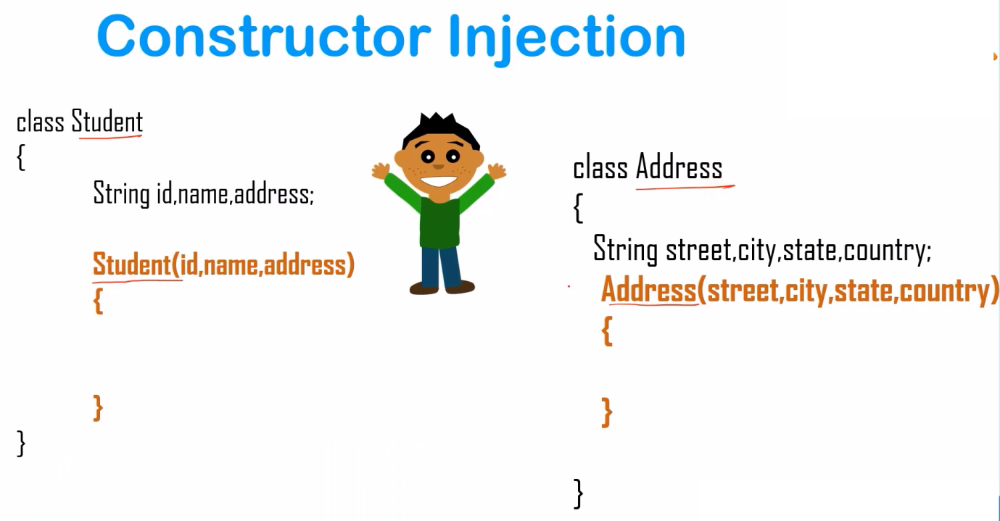 Constructor Injection
class Student
{
String id,name,address;
Student(id,name,address)
{
}
}
class Address
{
String street,city,state,country;
Address(street,city,state,country)
{
}
}